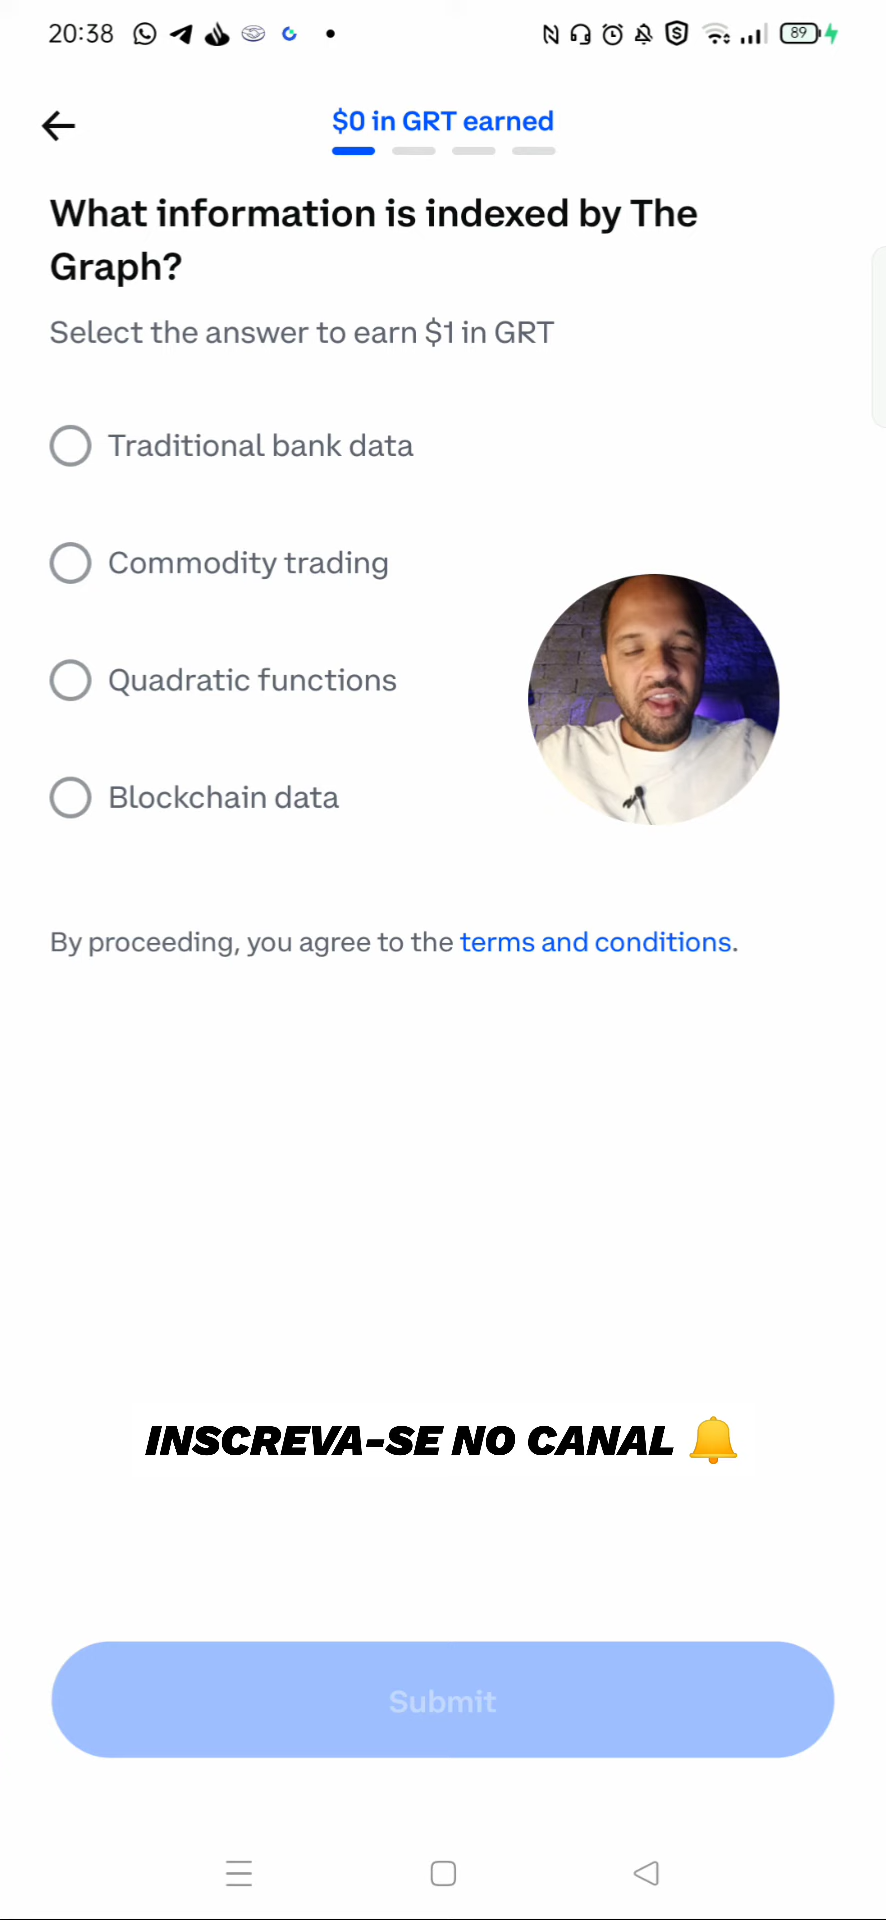 20:38
89
$0 in GRT earned
What information is indexed by The
Graph?
Select the answer to earn $1 in GRT
Traditional bank data
Commodity trading
Quadratic functions
Blockchain data
By proceeding, you agree to the terms and conditions.
INSCREVA-SE NO CANAL 🔔
Submit